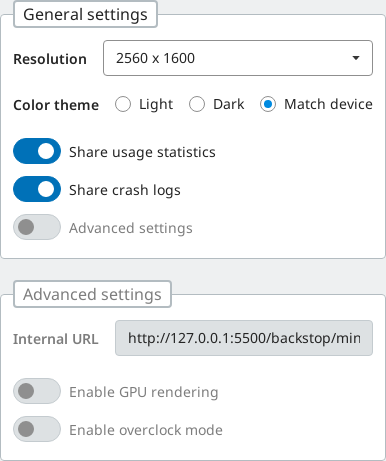 General settings
Resolution 2560 x 1600
Color theme Light Dark Match device
Share usage statistics
Share crash logs
Advanced settings
Advanced settings
Internal URL http://127.0.0.1:5500/backstop/min
Enable GPU rendering
Enable overclock mode